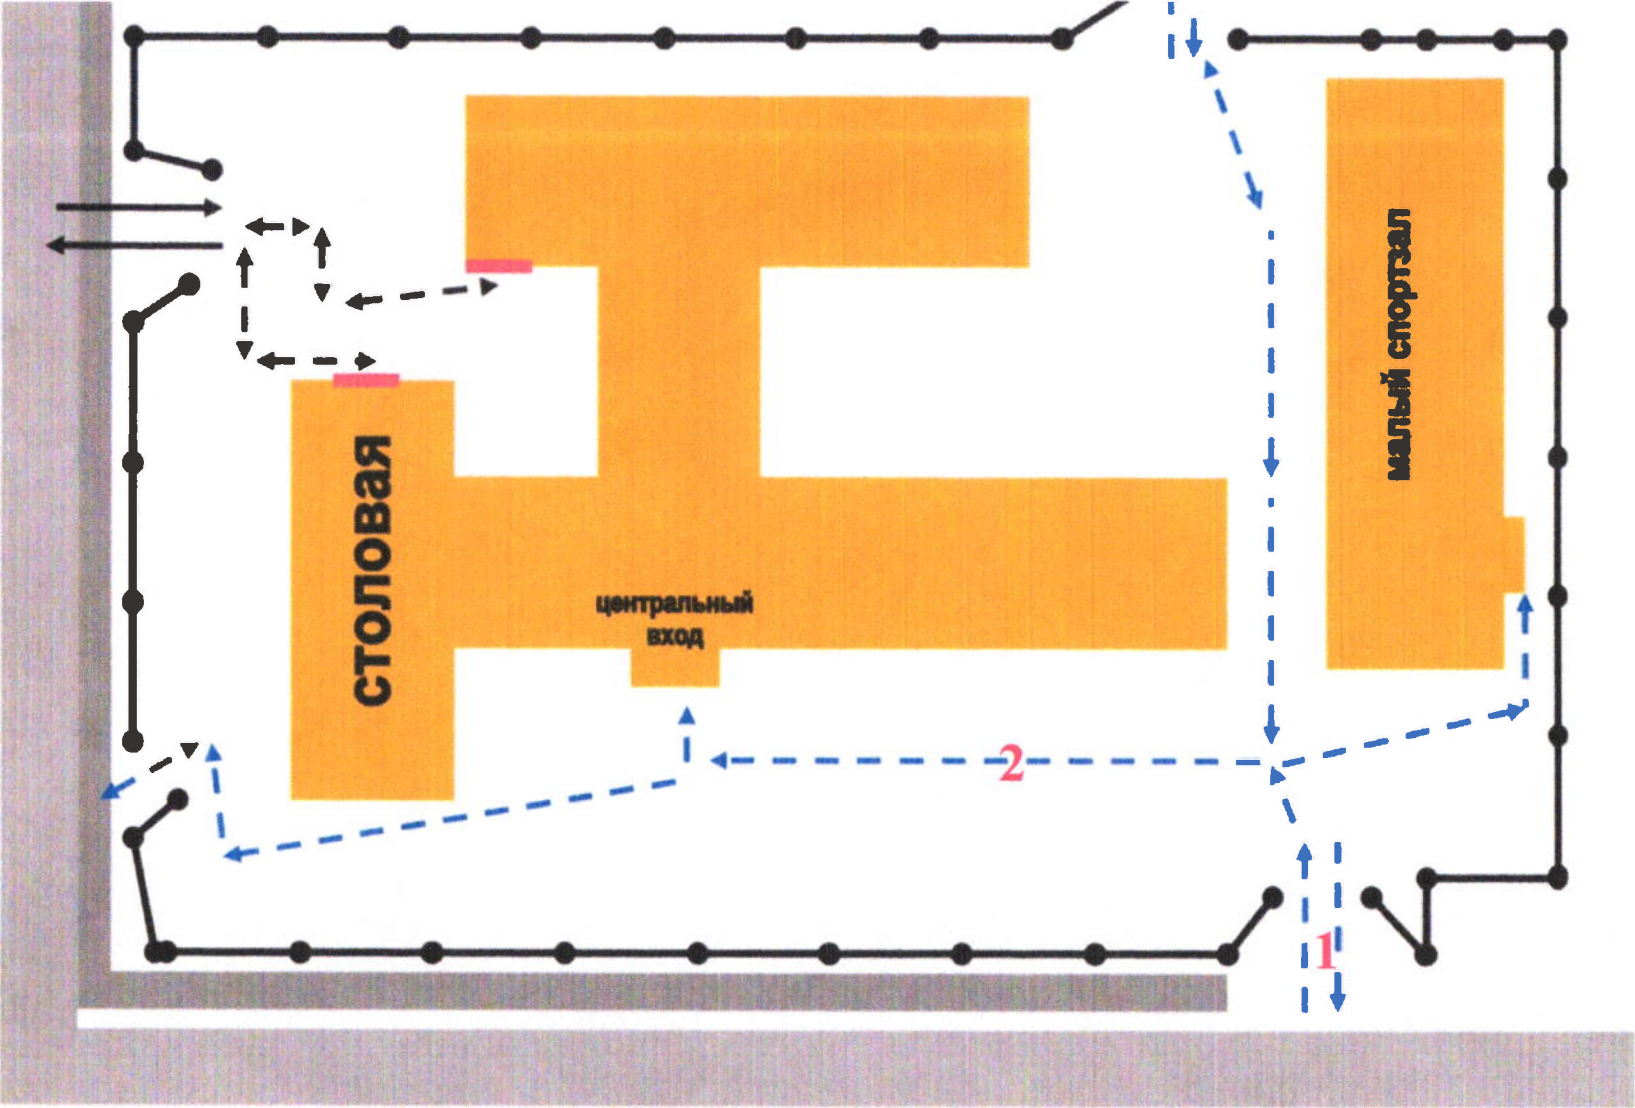 малый спортзал
столовая
центральный
вход
2
1